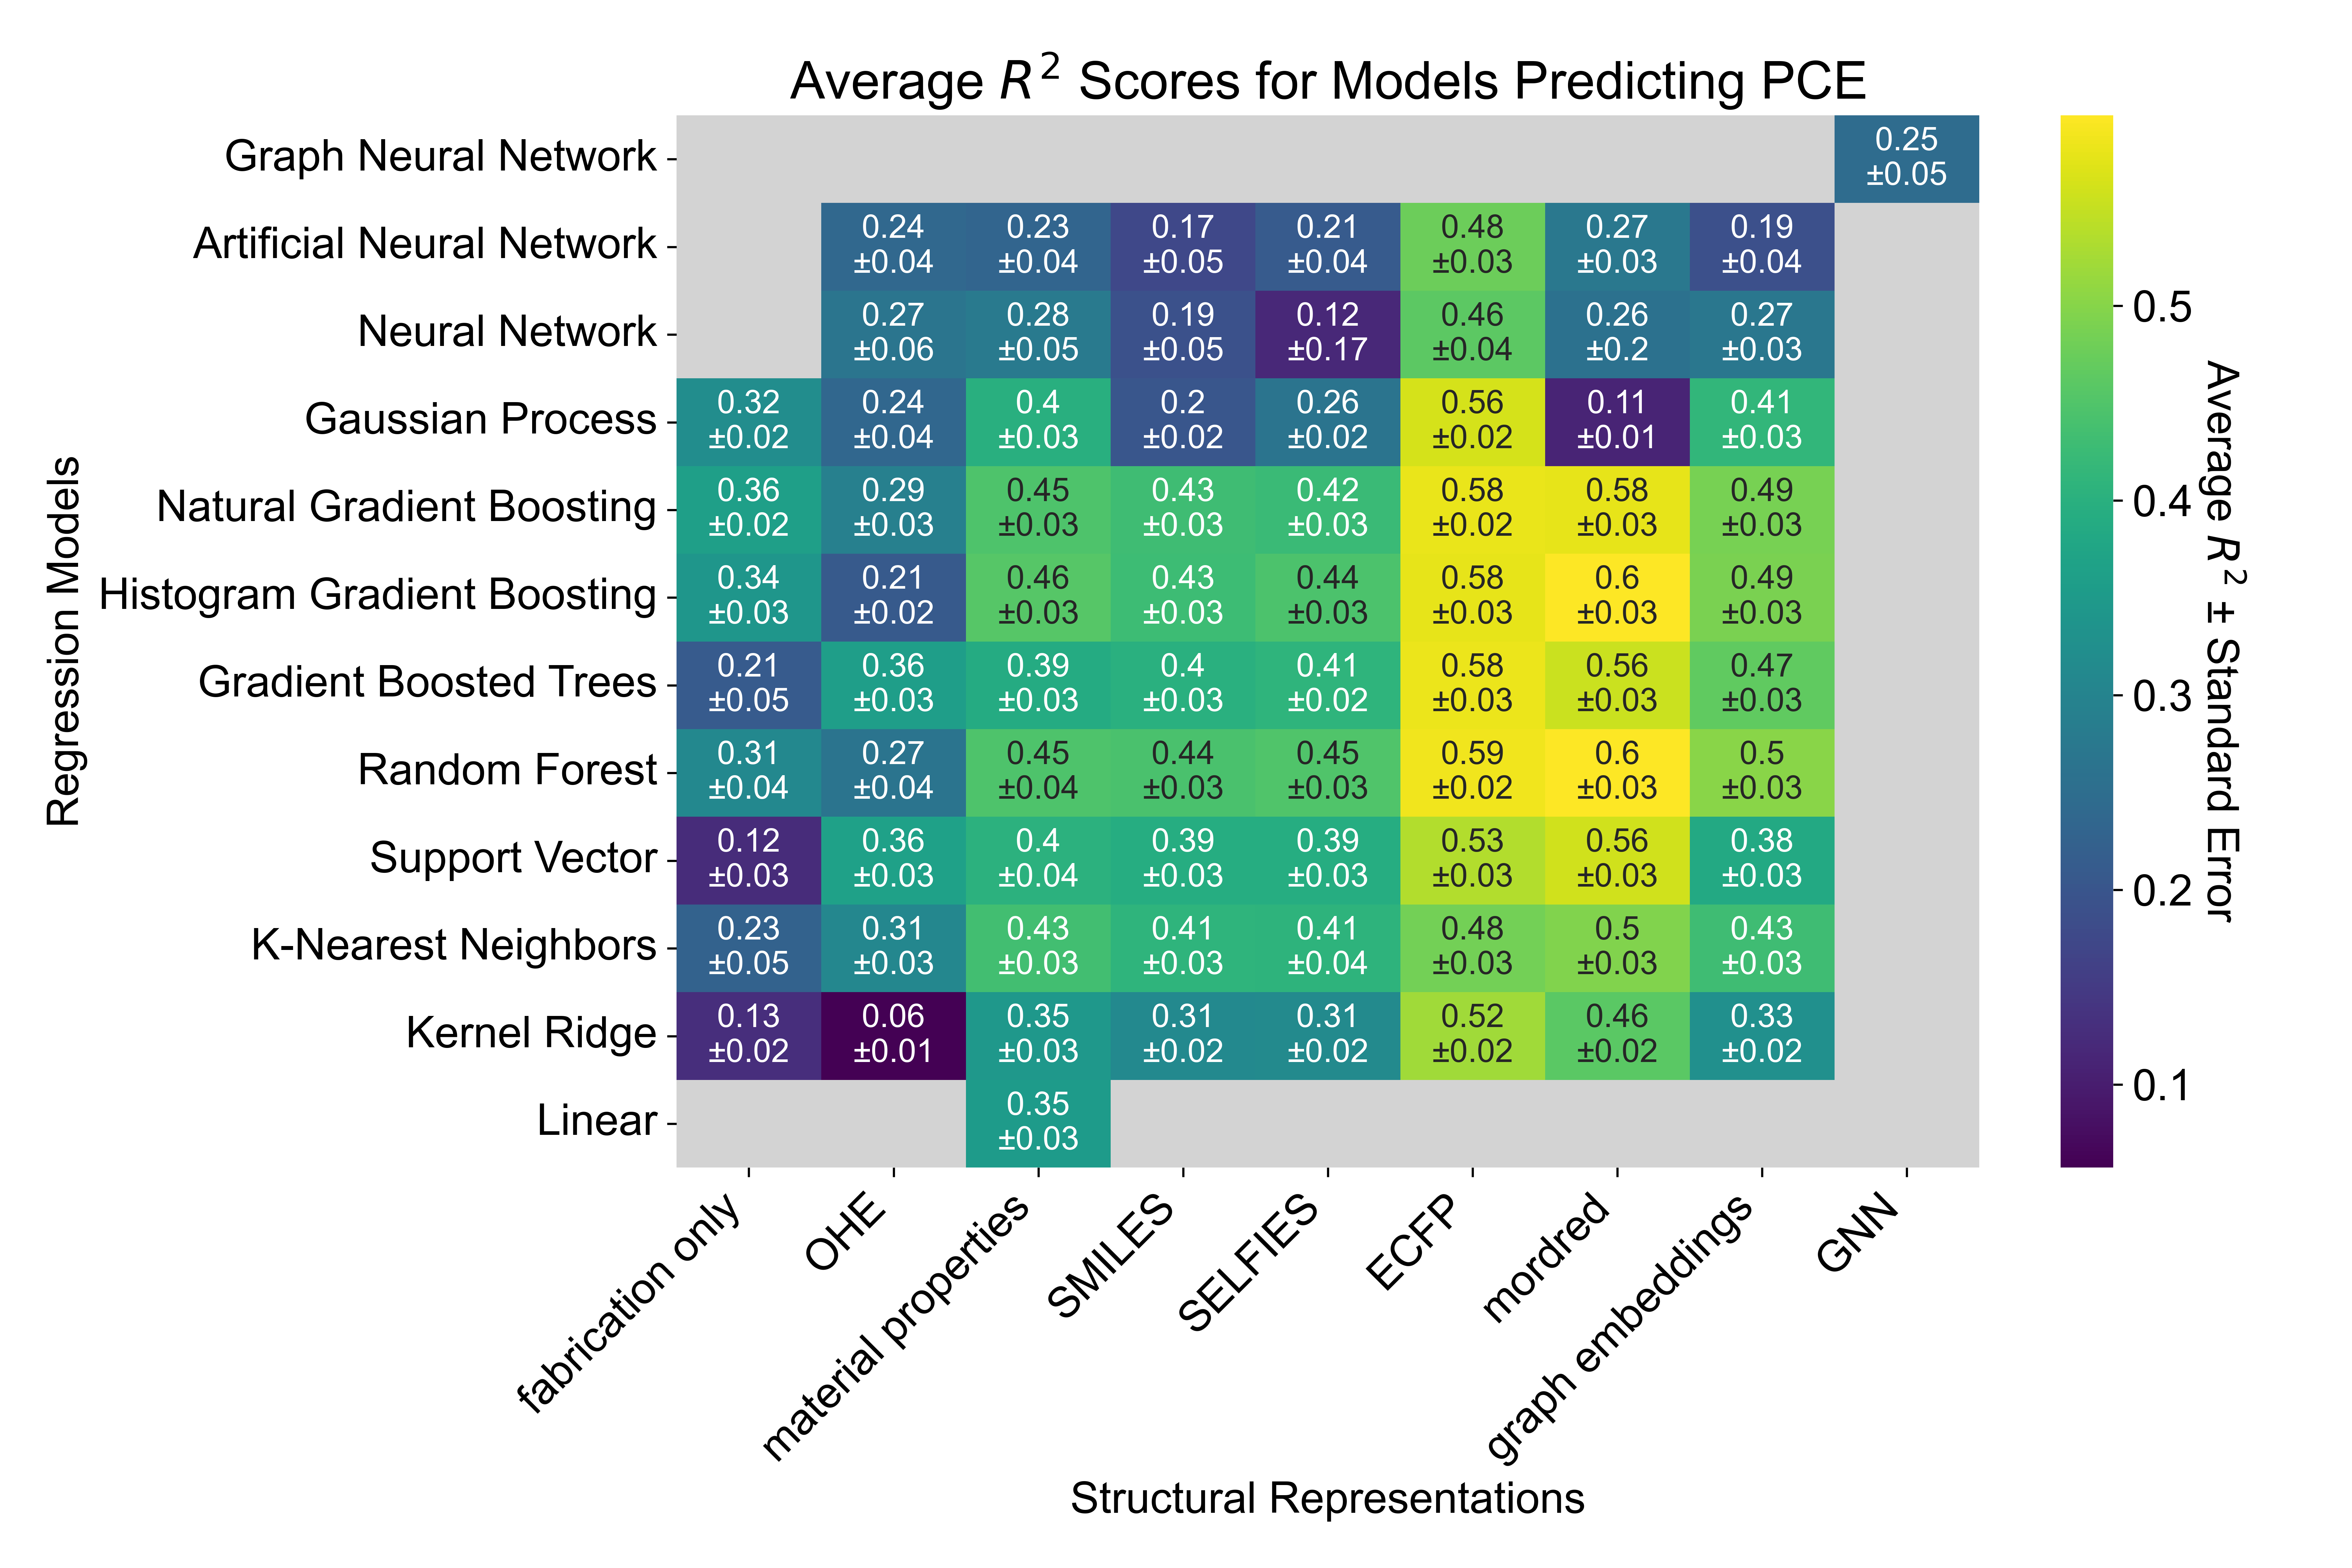 Average R² Scores for Models Predicting PCE
Regression Models
Graph Neural Network
0.25
±0.05
Artificial Neural Network
0.24 0.23 0.17 0.21 0.48 0.27 0.19
±0.04 ±0.04 ±0.05 ±0.04 ±0.03 ±0.03 ±0.04
Neural Network
0.27 0.28 0.19 0.12 0.46 0.26 0.27
±0.06 ±0.05 ±0.05 ±0.17 ±0.04 ±0.2 ±0.03
Gaussian Process
0.32 0.24 0.4 0.2 0.26 0.56 0.11 0.41
±0.02 ±0.04 ±0.03 ±0.02 ±0.02 ±0.02 ±0.01 ±0.03
Natural Gradient Boosting
0.36 0.29 0.45 0.43 0.42 0.58 0.58 0.49
±0.02 ±0.03 ±0.03 ±0.03 ±0.03 ±0.02 ±0.03 ±0.03
Histogram Gradient Boosting
0.34 0.21 0.46 0.43 0.44 0.58 0.6 0.49
±0.03 ±0.02 ±0.03 ±0.03 ±0.03 ±0.03 ±0.03 ±0.03
Gradient Boosted Trees
0.21 0.36 0.39 0.4 0.41 0.58 0.56 0.47
±0.05 ±0.03 ±0.03 ±0.03 ±0.02 ±0.03 ±0.03 ±0.03
Random Forest
0.31 0.27 0.45 0.44 0.45 0.59 0.6 0.5
±0.04 ±0.04 ±0.04 ±0.03 ±0.03 ±0.02 ±0.03 ±0.03
Support Vector
0.12 0.36 0.4 0.39 0.39 0.53 0.56 0.38
±0.03 ±0.03 ±0.04 ±0.03 ±0.03 ±0.03 ±0.03 ±0.03
K-Nearest Neighbors
0.23 0.31 0.43 0.41 0.41 0.48 0.5 0.43
±0.05 ±0.03 ±0.03 ±0.03 ±0.04 ±0.03 ±0.03 ±0.03
Kernel Ridge
0.13 0.06 0.35 0.31 0.31 0.52 0.46 0.33
±0.02 ±0.01 ±0.03 ±0.02 ±0.02 ±0.02 ±0.02 ±0.02
Linear
0.35
±0.03
fabrication only
OHE
material properties
SMILES
SELFIES
ECFP
mordred
graph embeddings
GNN
Structural Representations
0.5
0.4
0.3
0.2
0.1
Average R² ± Standard Error